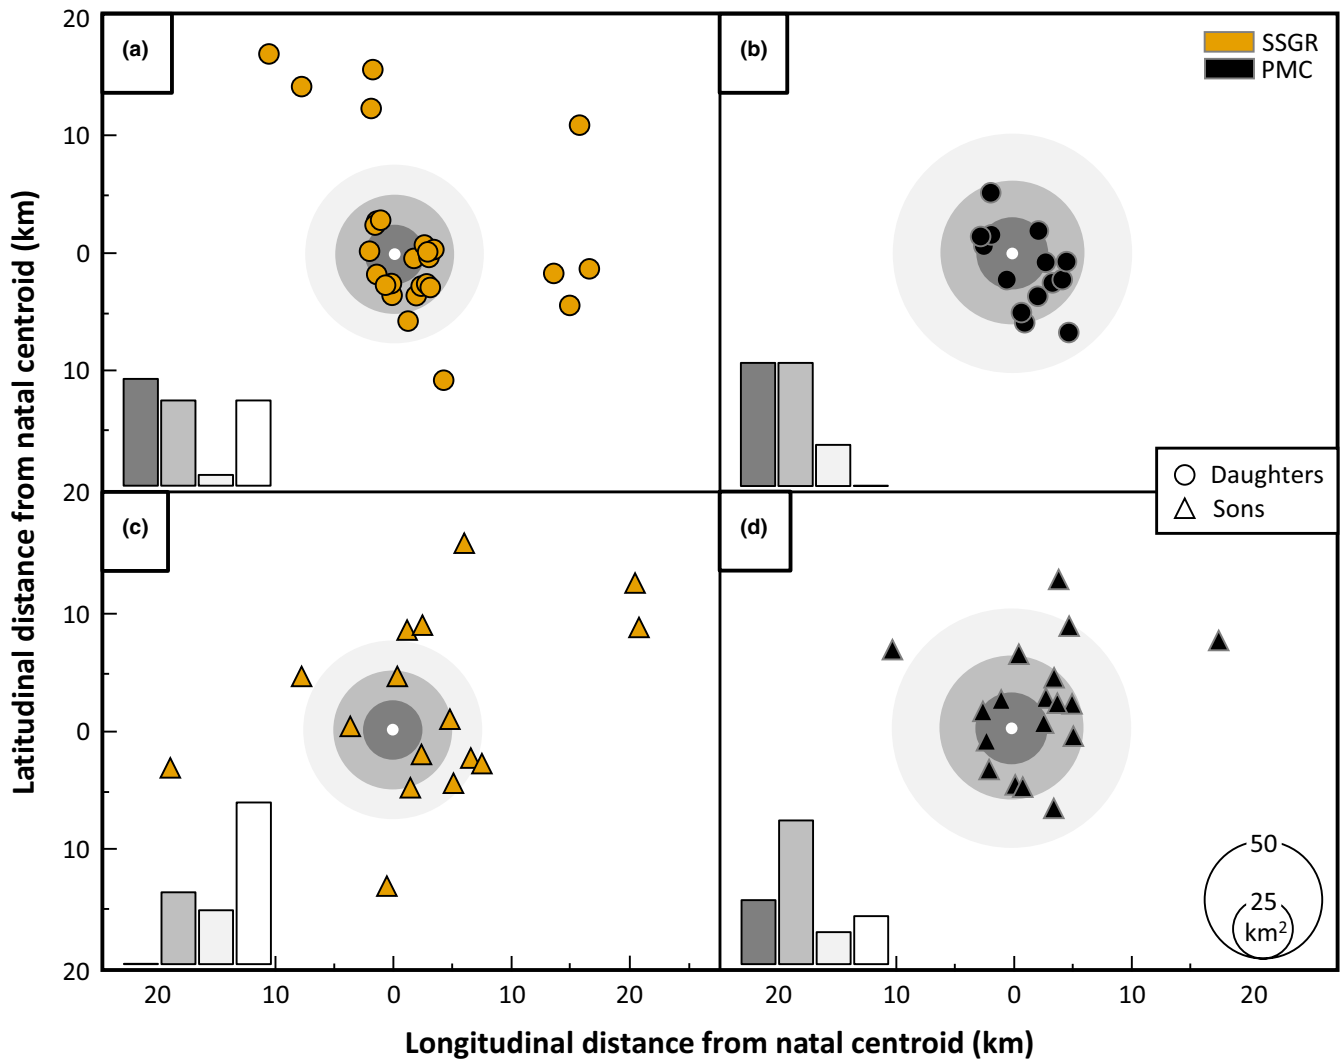 Latitudinal distance from natal centroid (km)
20
10
0
10
20
10
0
10
20
(a)
(b)
SSGR
PMC
Daughters
Sons
(c)
(d)
50
25
km²
20
10
0
10
20
20
10
0
10
20
Longitudinal distance from natal centroid (km)